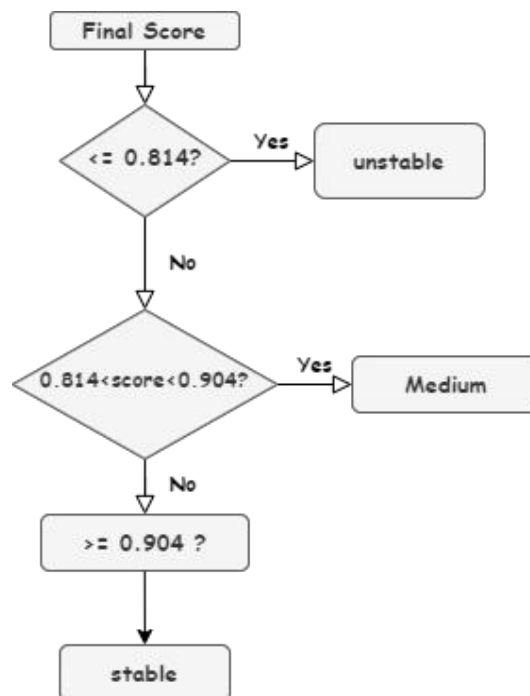 Final Score
<= 0.814?
Yes
unstable
No
0.814<score<0.904?
Yes
Medium
No
>= 0.904 ?
stable